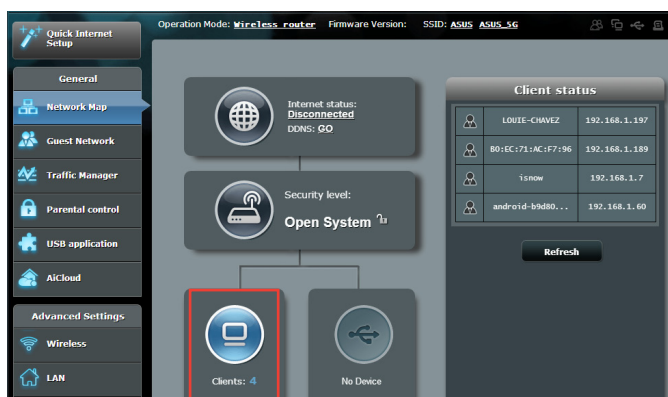 Quick Internet
Setup
Operation Mode: Wireless router Firmware Version: SSID: ASUS ASUS_5G
General
Network Map
Guest Network
Traffic Manager
Parental control
USB application
AiCloud
Advanced Settings
Wireless
LAN
Internet status:
Disconnected
DDNS: GO
Security level:
Open System
Clients: 4
No Device
Client status
LOUIE-CHAVEZ 192.168.1.197
80:EC:71:AC:F7:96 192.168.1.189
isnow 192.168.1.7
android-b9d80... 192.168.1.60
Refresh